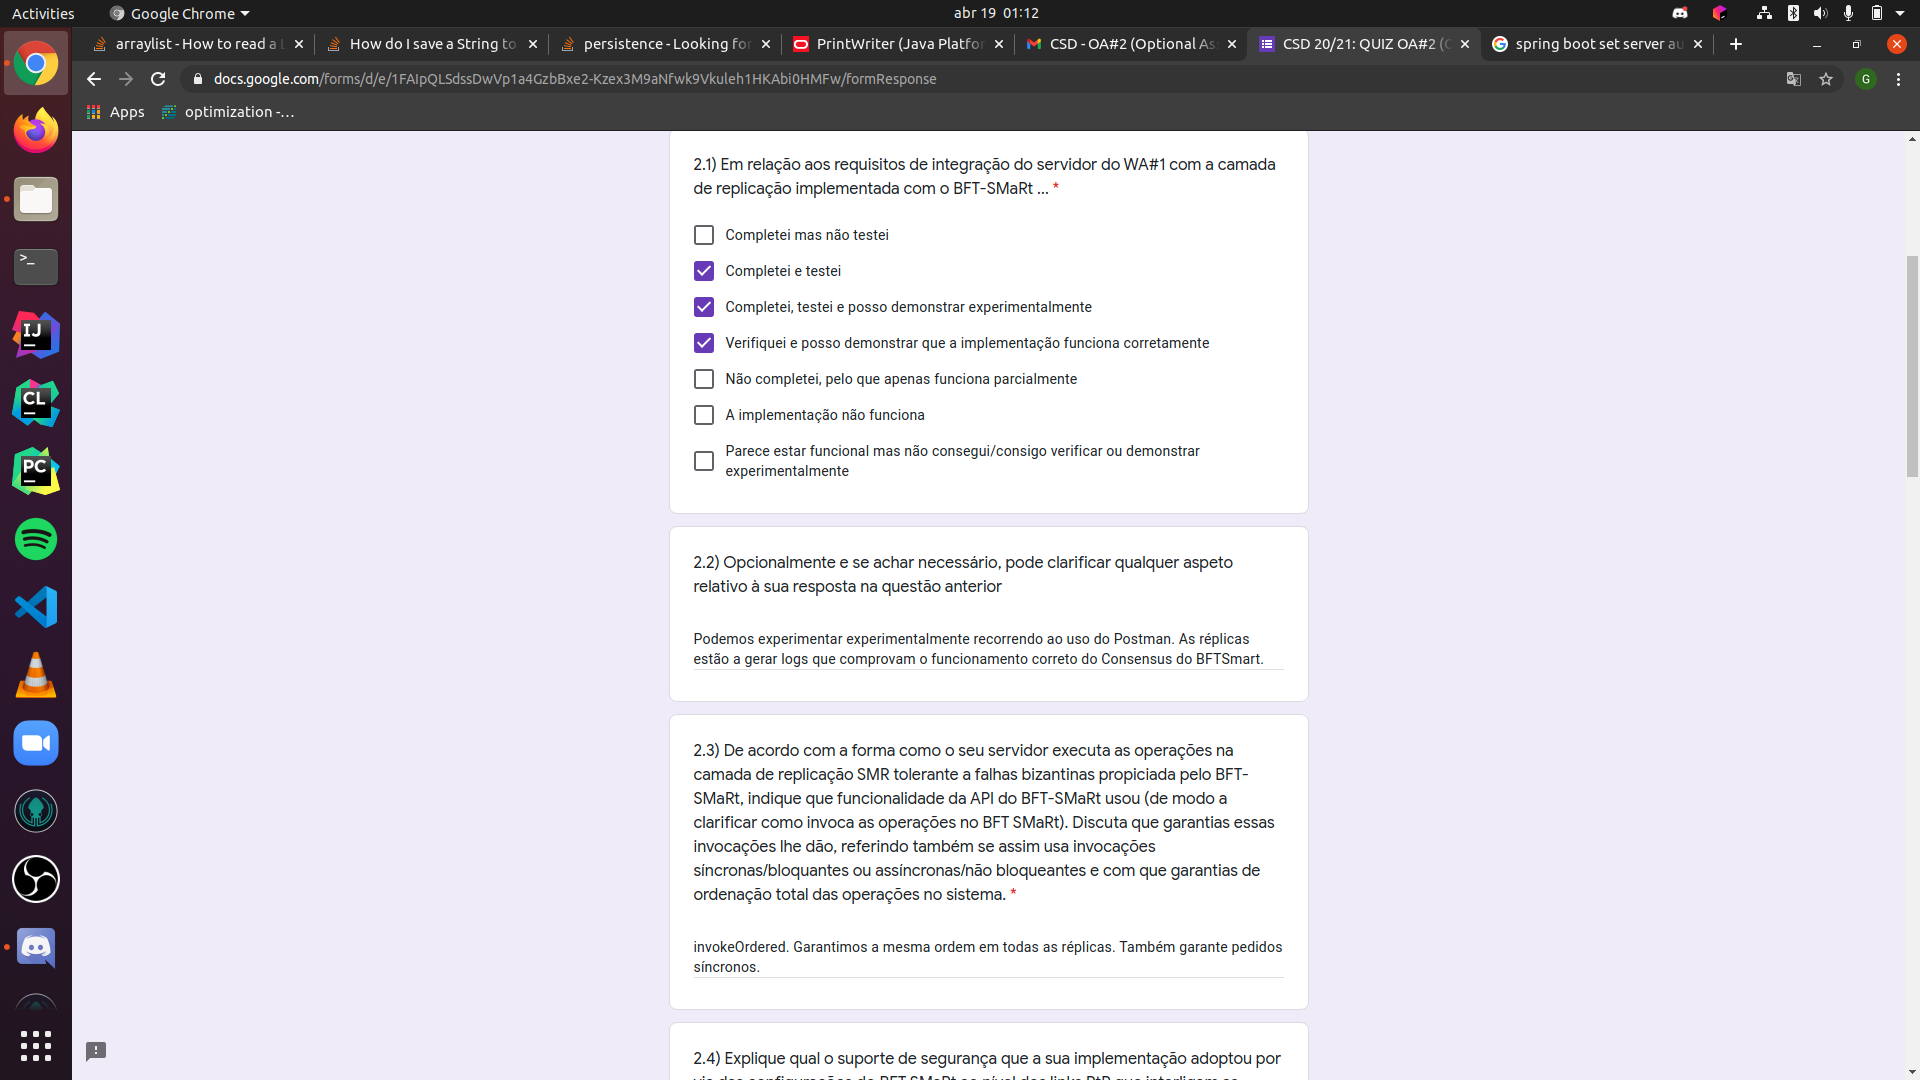 Activities
Google Chrome
abr 19 01:12
arraylist - How to read a
How do I save a String to
persistence - Looking for
PrintWriter (Java Platfor
CSD - OA#2 (Optional As
CSD 20/21: QUIZ OA#2 (
spring boot set server au
docs.google.com/forms/d/e/1FAIpQLSdssDwVp1a4GzbBxe2-Kzex3M9aNfwk9Vkuleh1HKAbi0HMFw/formResponse
G
Apps
optimization -...
2.1) Em relação aos requisitos de integração do servidor do WA#1 com a camada
de replicação implementada com o BFT-SMaRt ... *
Completei mas não testei
Completei e testei
Completei, testei e posso demonstrar experimentalmente
Verifiquei e posso demonstrar que a implementação funciona corretamente
Não completei, pelo que apenas funciona parcialmente
A implementação não funciona
Parece estar funcional mas não consegui/consigo verificar ou demonstrar
experimentalmente
2.2) Opcionalmente e se achar necessário, pode clarificar qualquer aspeto
relativo à sua resposta na questão anterior
Podemos experimentar experimentalmente recorrendo ao uso do Postman. As réplicas
estão a gerar logs que comprovam o funcionamento correto do Consensus do BFTSmart.
2.3) De acordo com a forma como o seu servidor executa as operações na
camada de replicação SMR tolerante a falhas bizantinas propiciada pelo BFT-
SMaRt, indique que funcionalidade da API do BFT-SMaRt usou (de modo a
clarificar como invoca as operações no BFT SMaRt). Discuta que garantias essas
invocações lhe dão, referindo também se assim usa invocações
síncronas/bloquantes ou assíncronas/não bloqueantes e com que garantias de
ordenação total das operações no sistema. *
invokeOrdered. Garantimos a mesma ordem em todas as réplicas. Também garante pedidos
síncronos.
2.4) Explique qual o suporte de segurança que a sua implementação adoptou por
IJ
CL
PC